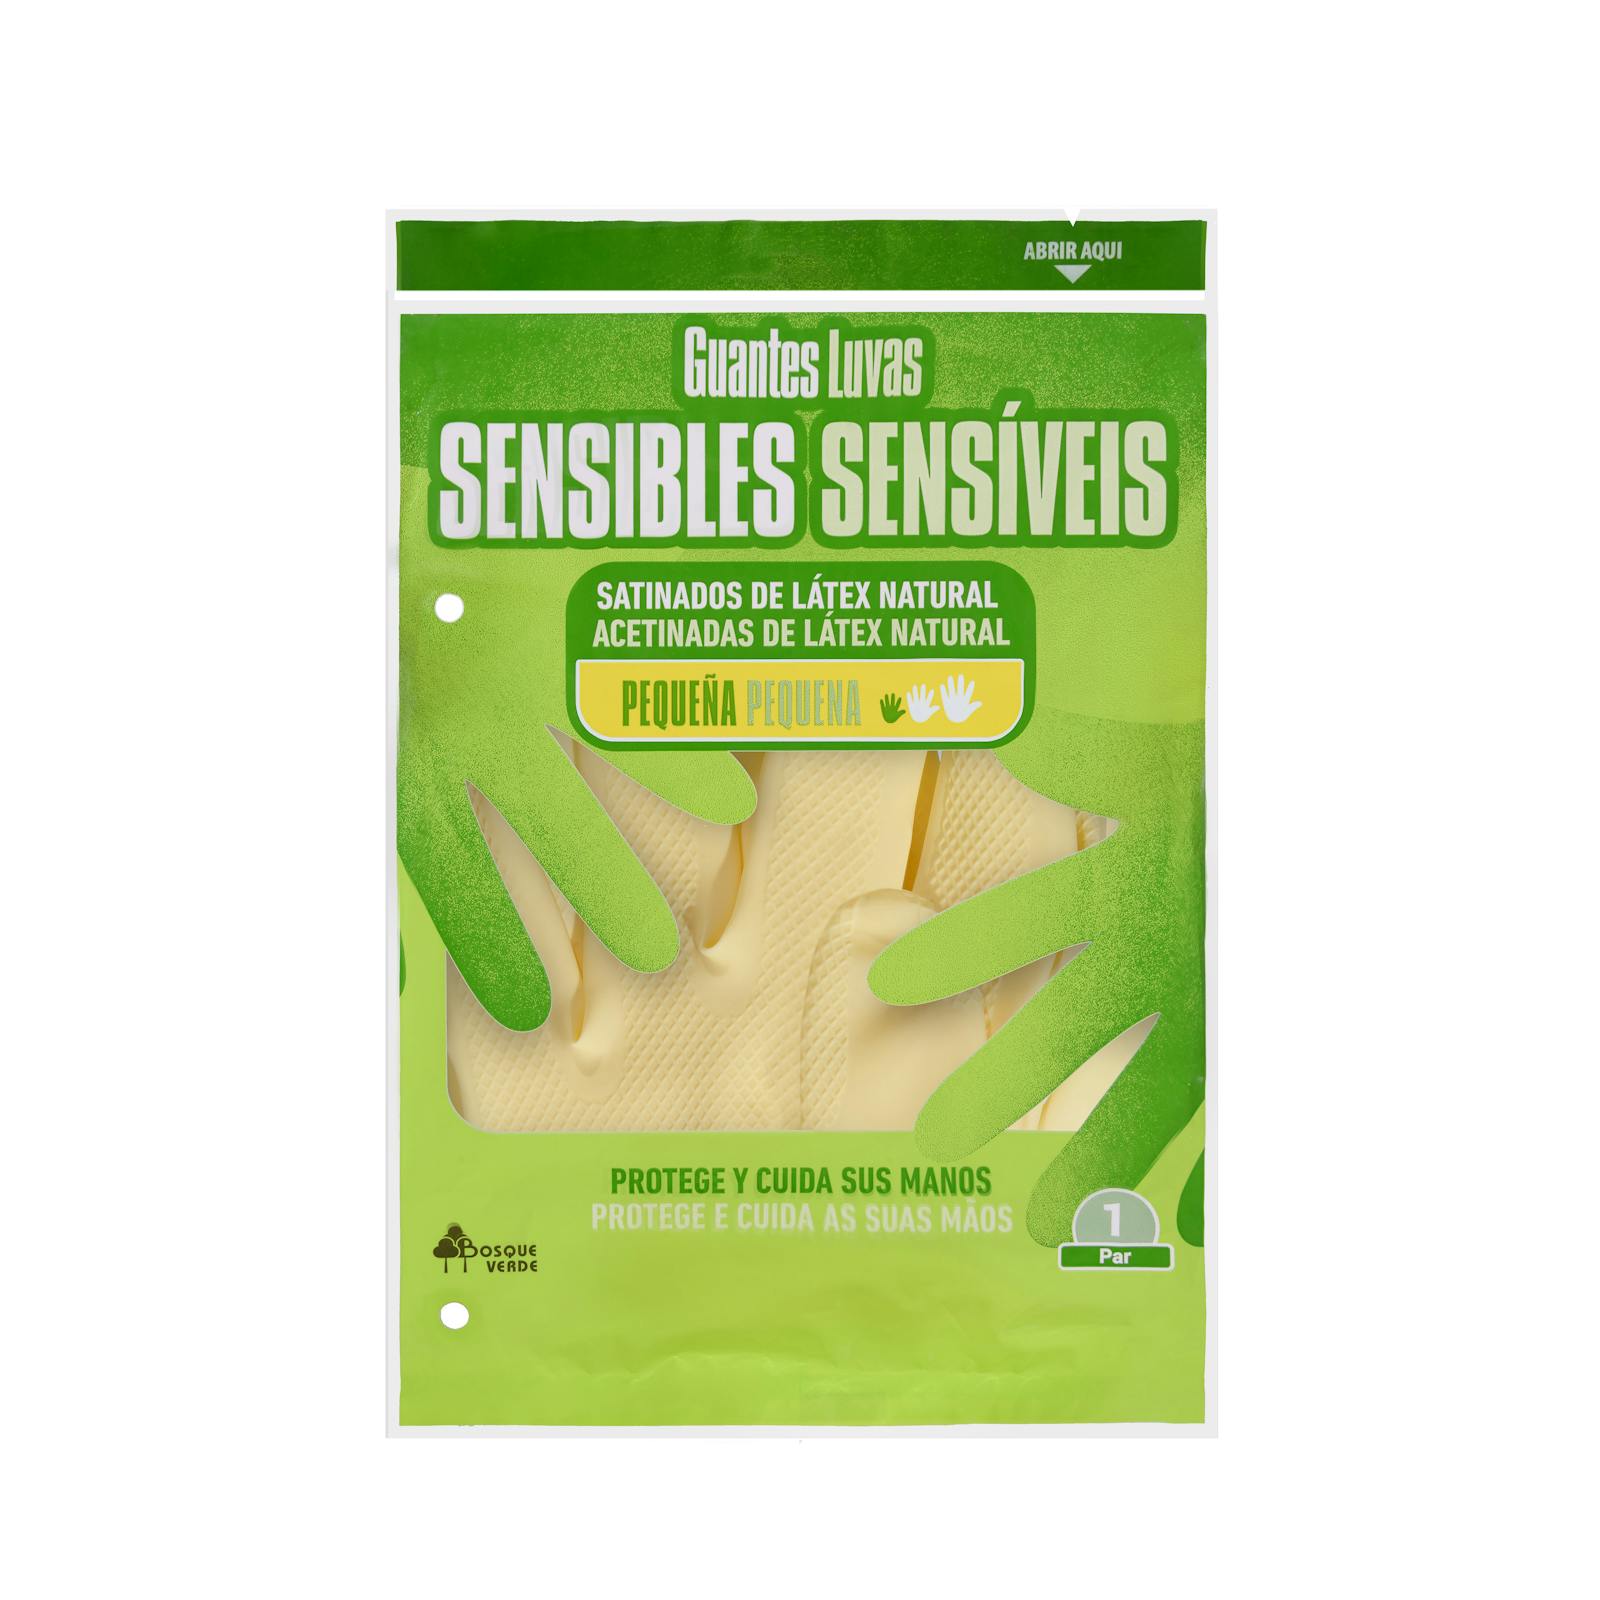 ABRIR AQUI
Guantes Luvas
SENSIBLES SENSÍVEIS
SATINADOS DE LÁTEX NATURAL
ACETINADAS DE LÁTEX NATURAL
PEQUEÑA PEQUENA
PROTEGE Y CUIDA SUS MANOS
PROTEGE E CUIDA AS SUAS MÃOS
1
Par
BOSQUE
VERDE